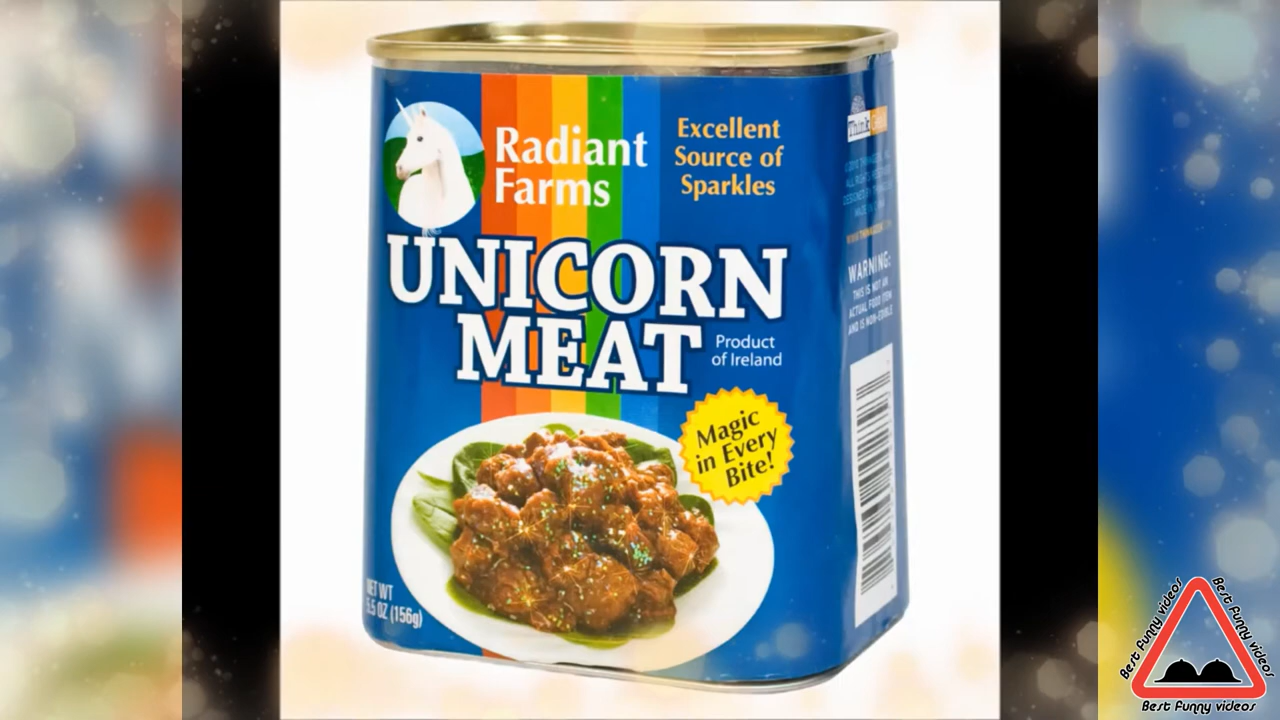 Radiant
Farms
Excellent
Source of
Sparkles
UNICORN
MEAT
Product
of Ireland
Magic
in Every
Bite!
NET WT
5.5 OZ (156g)
WARNING:
THIS IS NOT AN
ACTUAL FOOD ITEM
AND IS NON-EDIBLE
Best funny videos
Best funny videos
Best funny videos